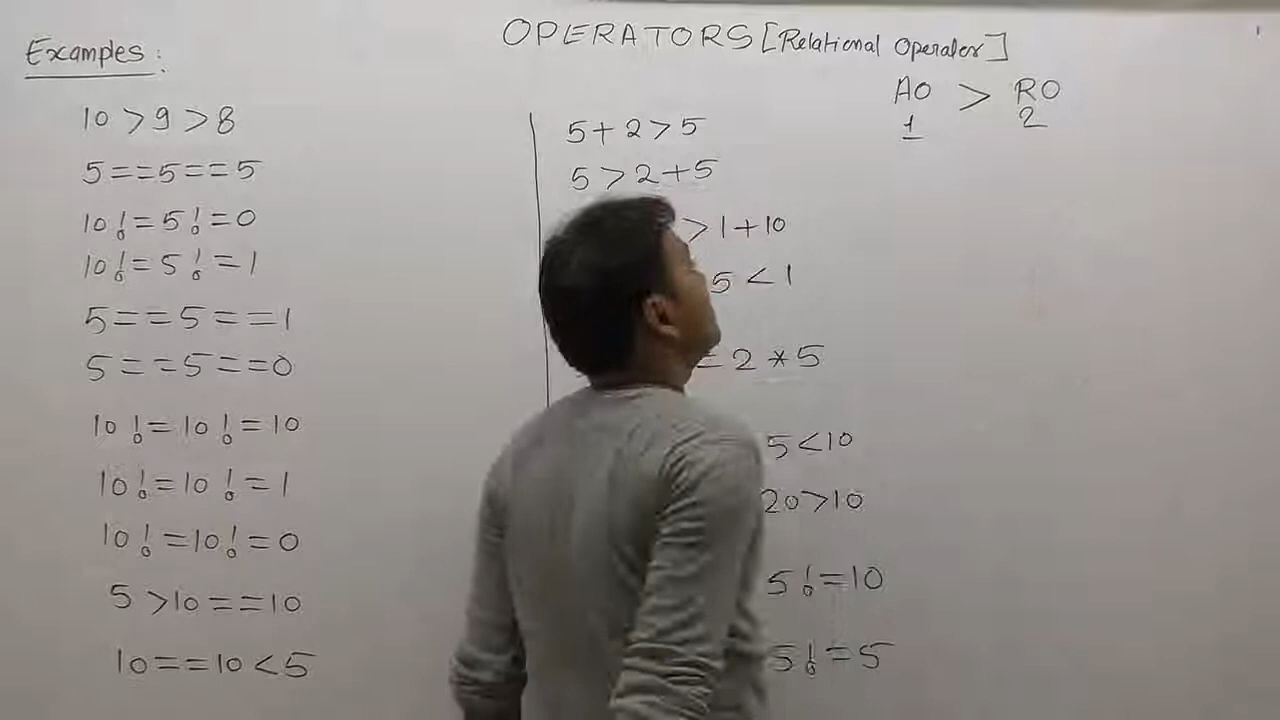 OPERATORS [Relational Operator]
Examples:
10 > 9 > 8
5 == 5 == 5
10 != 5 != 0
10 != 5 != 1
5 == 5 == 1
5 == 5 == 0
10 != 10 != 10
10 != 10 != 1
10 != 10 != 0
5 > 10 == 10
10 == 10 < 5
5 + 2 > 5
5 > 2 + 5
> 1 + 10
5 < 1
= 2 * 5
5 < 10
20 > 10
5 != 10
5 != 5
AO > RO
1 2